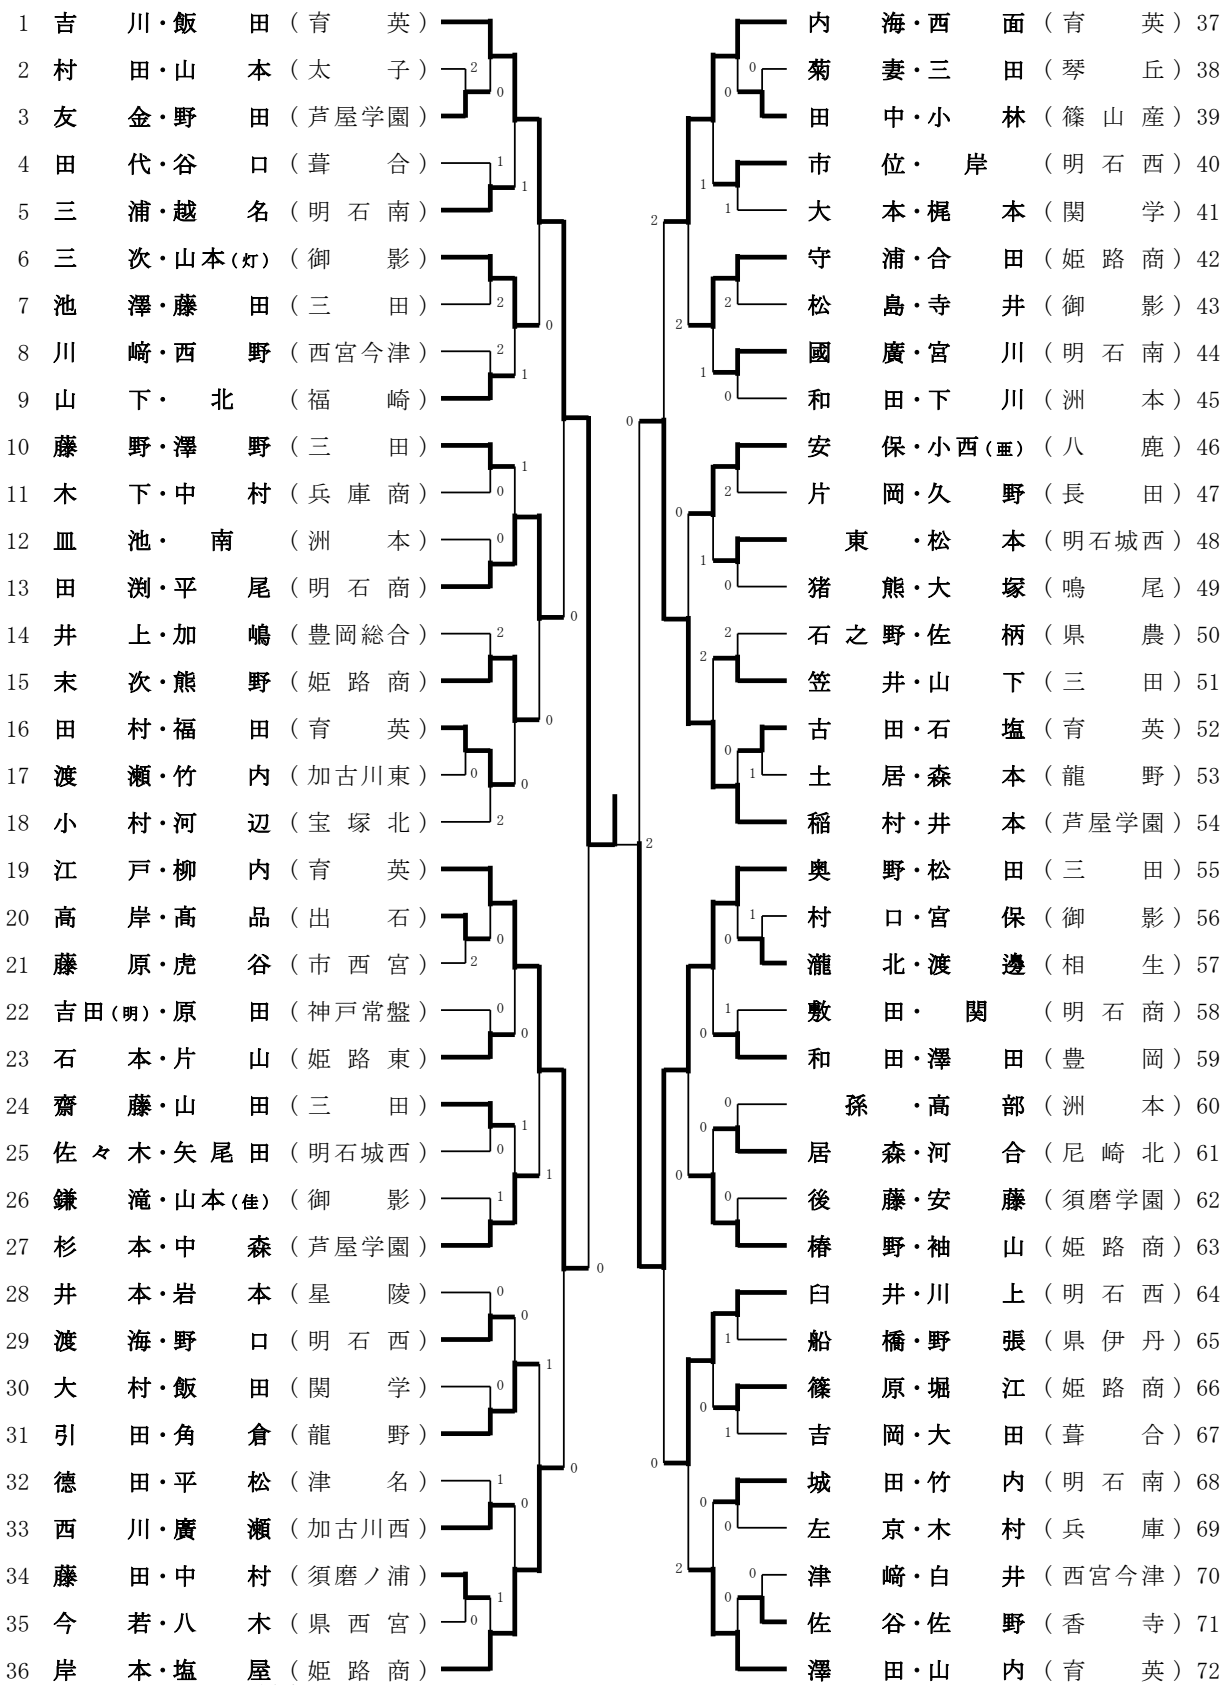 1 吉川・飯田（育英）
2 村田・山本（太子）
3 友金・野田（芦屋学園）
4 田代・谷口（葺合）
5 三浦・越名（明石南）
6 三次・山本(灯)（御影）
7 池澤・藤田（三田）
8 川﨑・西野（西宮今津）
9 山下・北（福崎）
10 藤野・澤野（三田）
11 木下・中村（兵庫商）
12 皿池・南（洲本）
13 田渕・平尾（明石商）
14 井上・加嶋（豊岡総合）
15 末次・熊野（姫路商）
16 田村・福田（育英）
17 渡瀬・竹内（加古川東）
18 小村・河辺（宝塚北）
19 江戸・柳内（育英）
20 高岸・髙品（出石）
21 藤原・虎谷（市西宮）
22 吉田(明)・原田（神戸常盤）
23 石本・片山（姫路東）
24 齋藤・山田（三田）
25 佐々木・矢尾田（明石城西）
26 鎌滝・山本(佳)（御影）
27 杉本・中森（芦屋学園）
28 井本・岩本（星陵）
29 渡海・野口（明石西）
30 大村・飯田（関学）
31 引田・角倉（龍野）
32 德田・平松（津名）
33 西川・廣瀬（加古川西）
34 藤田・中村（須磨ノ浦）
35 今若・八木（県西宮）
36 岸本・塩屋（姫路商）
内海・西面（育英）37
菊妻・三田（琴丘）38
田中・小林（篠山産）39
市位・岸（明石西）40
大本・梶本（関学）41
守浦・合田（姫路商）42
松島・寺井（御影）43
國廣・宮川（明石南）44
和田・下川（洲本）45
安保・小西(亜)（八鹿）46
片岡・久野（長田）47
東・松本（明石城西）48
猪熊・大塚（鳴尾）49
石之野・佐柄（県農）50
笠井・山下（三田）51
古田・石塩（育英）52
土居・森本（龍野）53
稲村・井本（芦屋学園）54
奥野・松田（三田）55
村口・宮保（御影）56
瀧北・渡邊（相生）57
敷田・関（明石商）58
和田・澤田（豊岡）59
孫・高部（洲本）60
居森・河合（尼崎北）61
後藤・安藤（須磨学園）62
椿野・袖山（姫路商）63
臼井・川上（明石西）64
船橋・野張（県伊丹）65
篠原・堀江（姫路商）66
吉岡・大田（葺合）67
城田・竹内（明石南）68
左京・木村（兵庫）69
津﨑・白井（西宮今津）70
佐谷・佐野（香寺）71
澤田・山内（育英）72